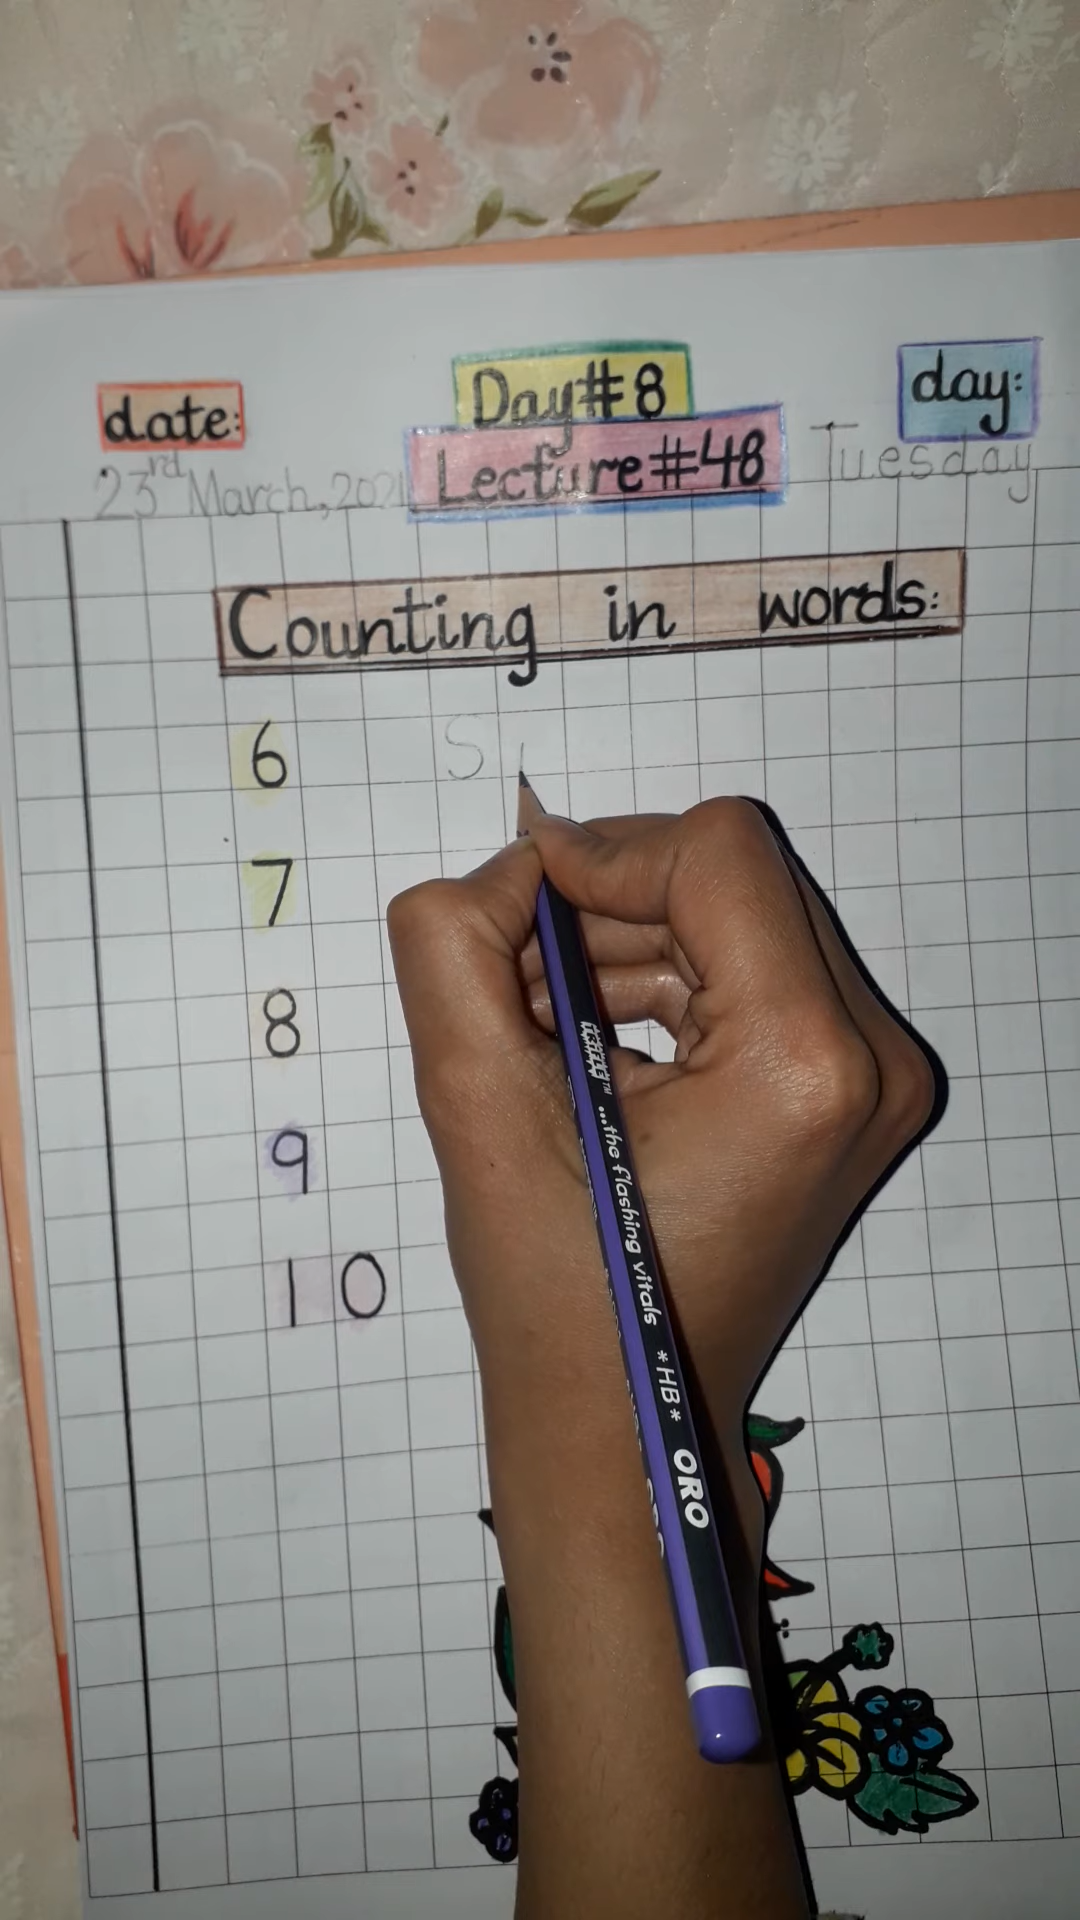 Day#8
date:
day:
Lecture#48
23rd March, 2021
Tuesday
Counting in words:
6 Si
7
8
9
10
...the flashing vitals *HB* ORO